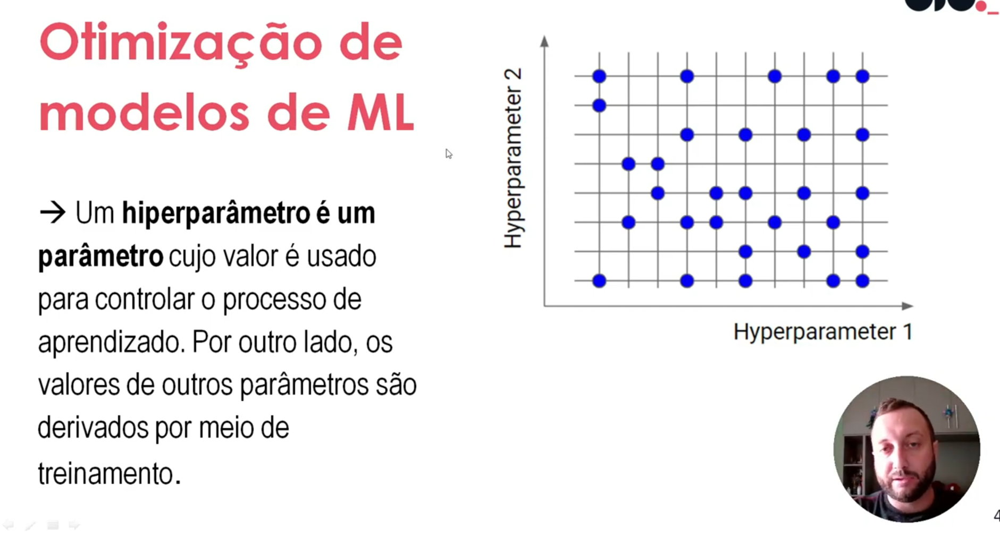 Otimização de
modelos de ML
→ Um hiperparâmetro é um
parâmetro cujo valor é usado
para controlar o processo de
aprendizado. Por outro lado, os
valores de outros parâmetros são
derivados por meio de
treinamento.
Hyperparameter 2
Hyperparameter 1
4